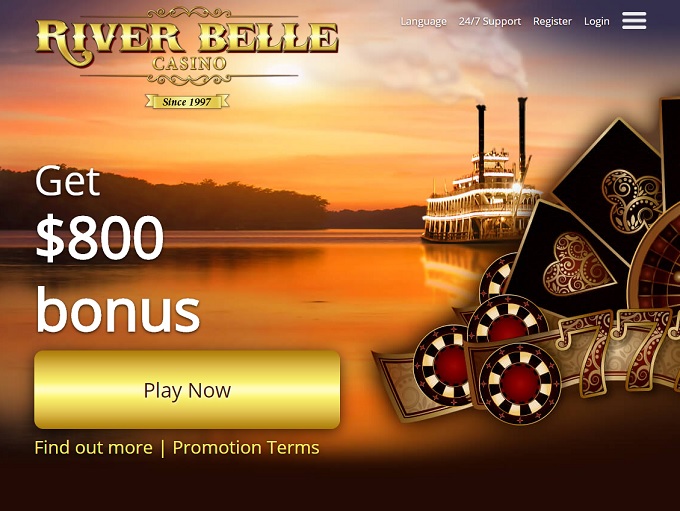 RIVER BELLE
CASINO
Since 1997
Language 24/7 Support Register Login
Get
$800
bonus
Play Now
Find out more | Promotion Terms
777